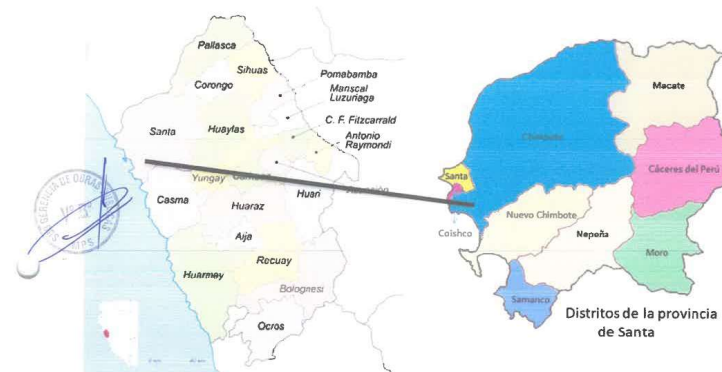 Pallasca
Sihuas
Corongo
Pomabamba
Mariscal
Luzuriaga
C. F. Fitzcarrald
Antonio
Raymondi
Santa
Huaylas
Yungay
Huari
Casma
Huaraz
Aija
Huarmey
Recuay
Bolognesi
Ocros
Macate
Chimbote
Cáceres del Perú
Santa
Nuevo Chimbote
Coishco
Nepeña
Moro
Samanco
Distritos de la provincia
de Santa